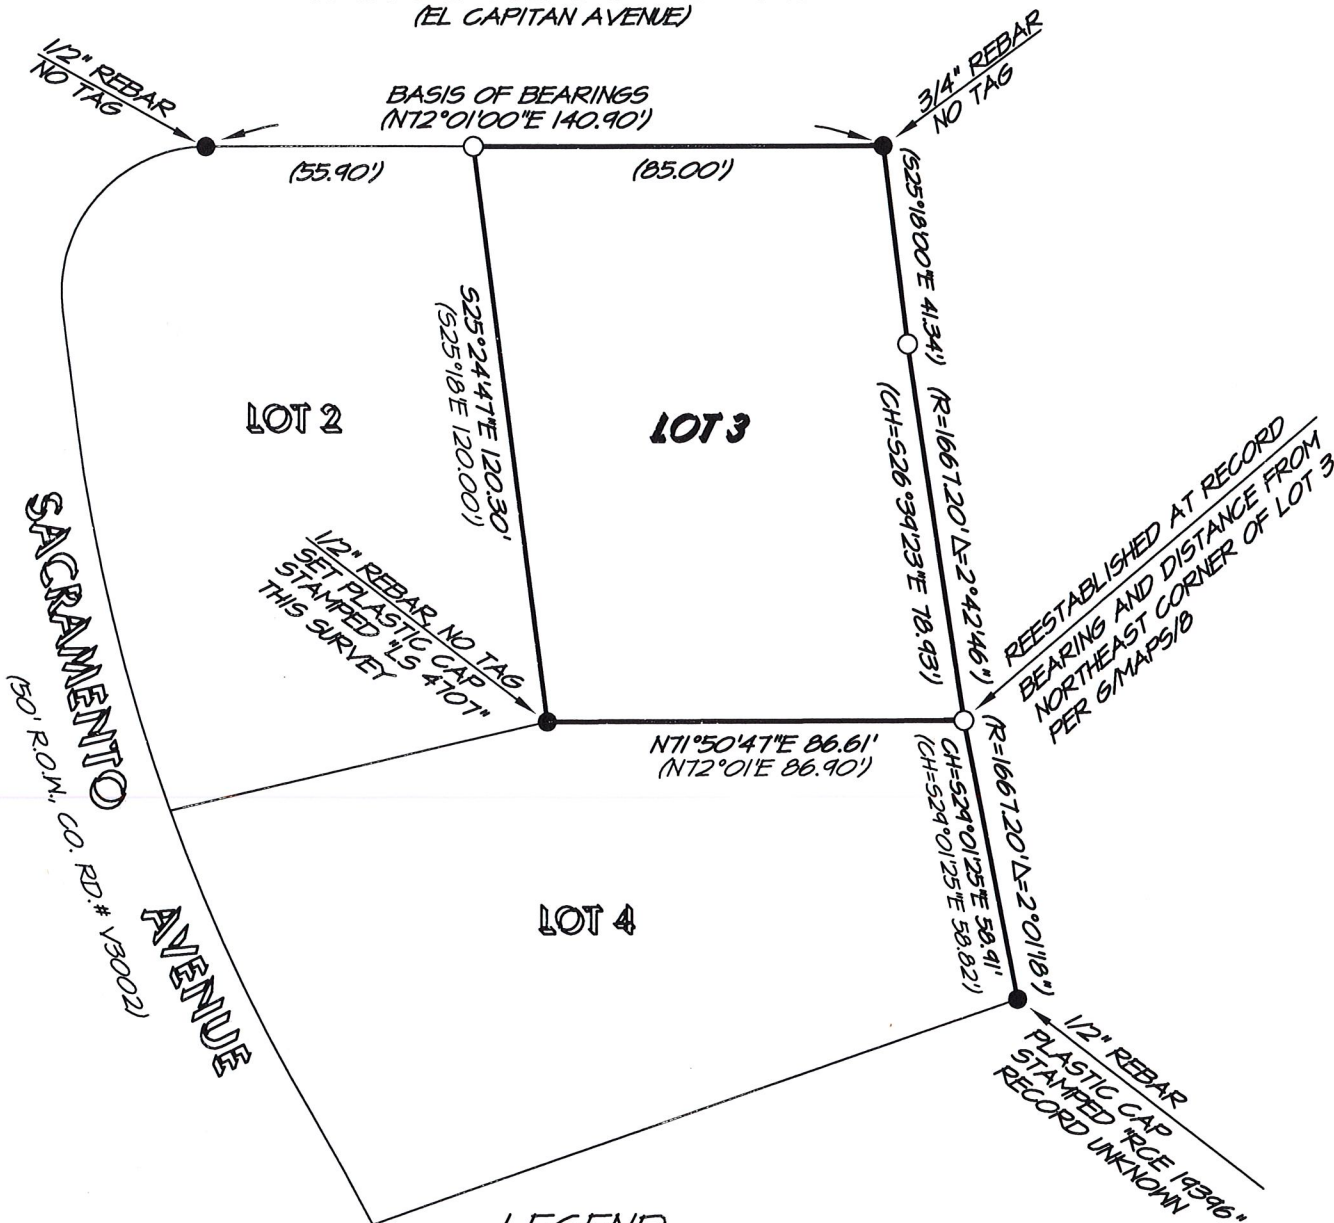 (EL CAPITAN AVENUE)
1/2" REBAR
NO TAG
BASIS OF BEARINGS
(N72°01'00"E 140.90')
3/4" REBAR
NO TAG
(55.90')
(85.00')
(S25°18'00"E 41.34')
S25°24'47"E 120.30'
(S25°18'E 120.00')
LOT 2
LOT 3
(R=1667.20' Δ=2°42'46")
(CH=S26°39'23"E 78.93')
REESTABLISHED AT RECORD
BEARING AND DISTANCE FROM
NORTHEAST CORNER OF LOT 3
PER 6/MAPS/8
1/2" REBAR, NO TAG
SET PLASTIC CAP
STAMPED "LS 4707"
THIS SURVEY
N71°50'47"E 86.61'
(N72°01'E 86.90')
SACRAMENTO
AVENUE
(50' R.O.W., CO. RD.# V3002)
(R=1667.20' Δ=2°01'18")
CH=S29°01'25"E 58.91'
(CH=S29°01'25"E 58.82')
LOT 4
1/2" REBAR
PLASTIC CAP
STAMPED "RCE 19396"
RECORD UNKNOWN
LEGEND